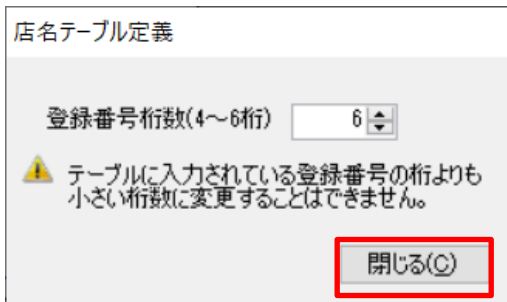 店名テーブル定義
登録番号桁数(4～6桁) 6
テーブルに入力されている登録番号の桁よりも
小さい桁数に変更することはできません。
閉じる(C)